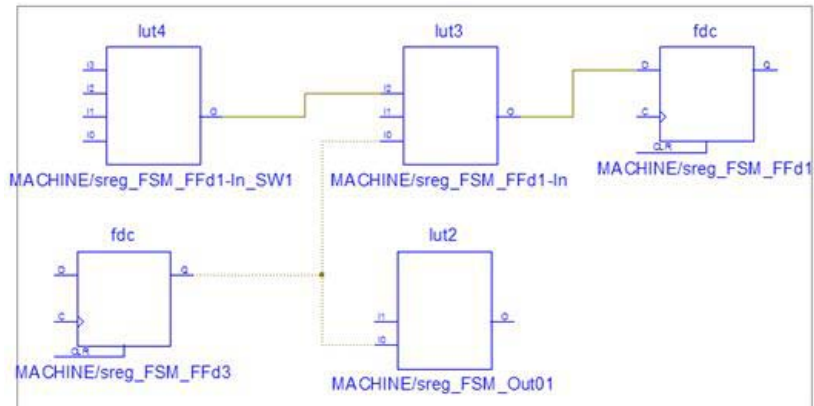 lut4
lut3
fdc
I3
I2
I1
I0
O
I2
I1
I0
O
D
C
CLR
Q
MACHINE/sreg_FSM_FFd1-In_SW1
MACHINE/sreg_FSM_FFd1-In
MACHINE/sreg_FSM_FFd1
fdc
lut2
D
C
CLR
Q
I1
I0
O
MACHINE/sreg_FSM_FFd3
MACHINE/sreg_FSM_Out01